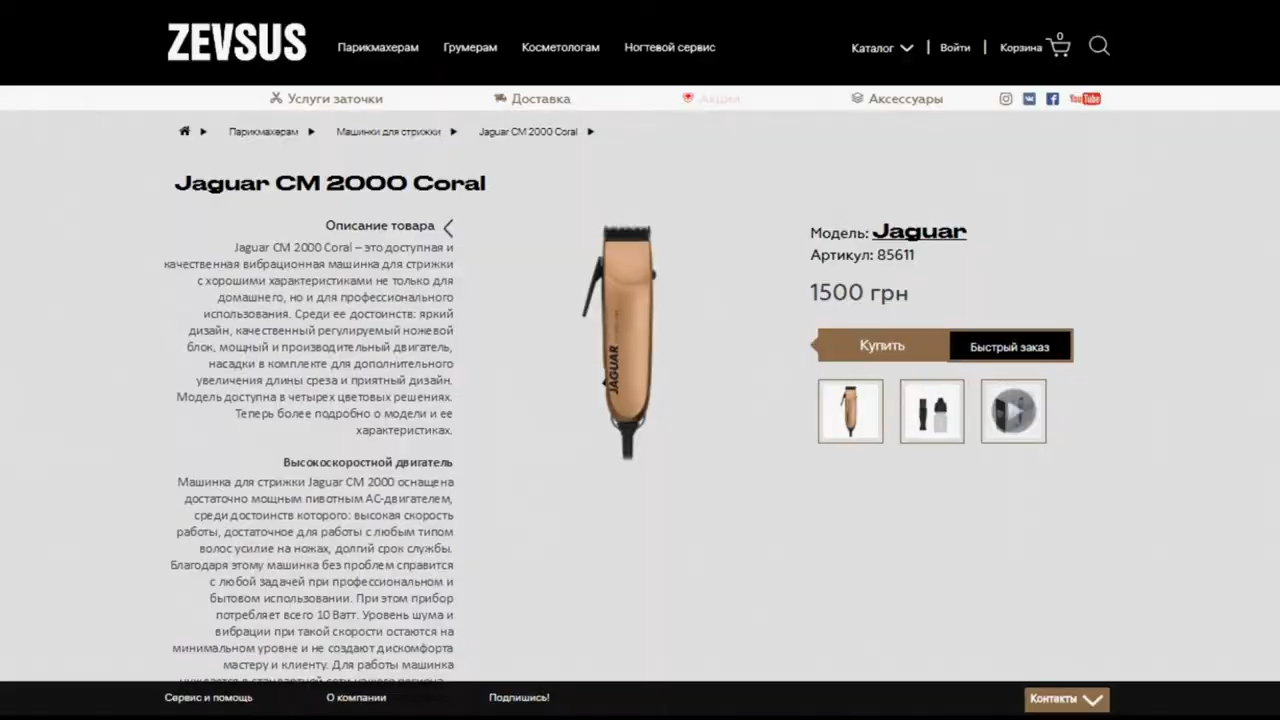 ZEVSUS
Парикмахерам Грумерам Косметологам Ногтевой сервис
Каталог Войти Корзина 0
Услуги заточки Доставка Акции Аксессуары YouTube
Парикмахерам Машинки для стрижки Jaguar CM 2000 Coral
Jaguar CM 2000 Coral
Описание товара
Jaguar CM 2000 Coral – это доступная и
качественная вибрационная машинка для стрижки
с хорошими характеристиками не только для
домашнего, но и для профессионального
использования. Среди ее достоинств: яркий
дизайн, качественный регулируемый ножевой
блок, мощный и производительный двигатель,
насадки в комплекте для дополнительного
увеличения длины среза и приятный дизайн.
Модель доступна в четырех цветовых решениях.
Теперь более подробно о модели и ее
характеристиках.
Высокоскоростной двигатель
Машинка для стрижки Jaguar CM 2000 оснащена
достаточно мощным пивотным AC-двигателем,
среди достоинств которого: высокая скорость
работы, достаточное для работы с любым типом
волос усилие на ножах, долгий срок службы.
Благодаря этому машинка без проблем справится
с любой задачей при профессиональном и
бытовом использовании. При этом прибор
потребляет всего 10 Ватт. Уровень шума и
вибрации при такой скорости остаются на
минимальном уровне и не создают дискомфорта
мастеру и клиенту. Для работы машинка
JAGUAR
Модель: Jaguar
Артикул: 85611
1500 грн
Купить Быстрый заказ
Сервис и помощь О компании Подпишись! Контакты